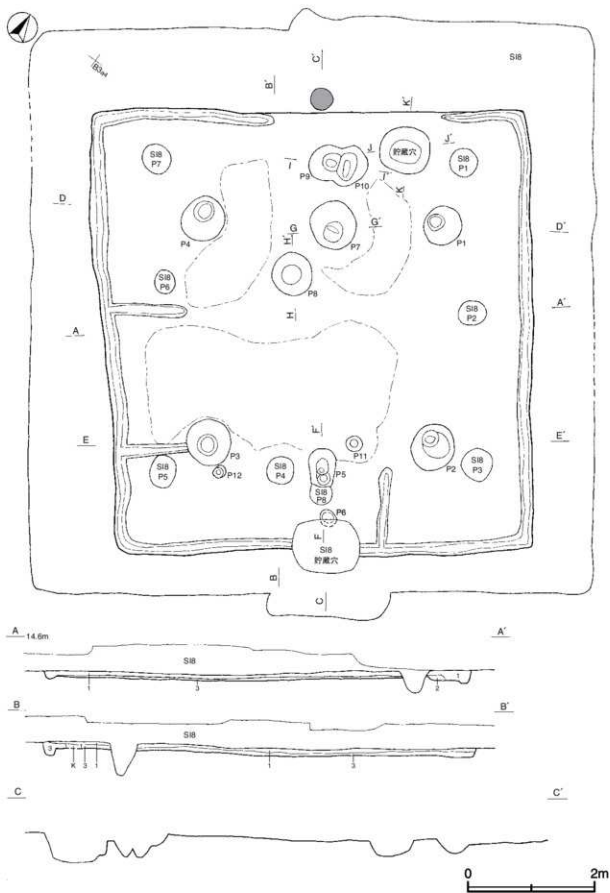 C´
SI8
B3a4
B´
K´
J
J´
貯蔵穴
SI8
P7
I
I´
SI8
P1
P9
P10
K
D
G
G´
D´
P4
P7
P1
H´
SI8
P6
P8
A´
SI8
P2
H
A
F´
E
E´
P3
P11
P2
SI8
P5
P12
SI8
P4
P5
SI8
P3
SI8
P8
P6
F
SI8
貯蔵穴
B
C
A
14.6m
A´
SI8
1
3
2
1
B
B´
SI8
3
K
3
1
1
3
C
C´
0
2m